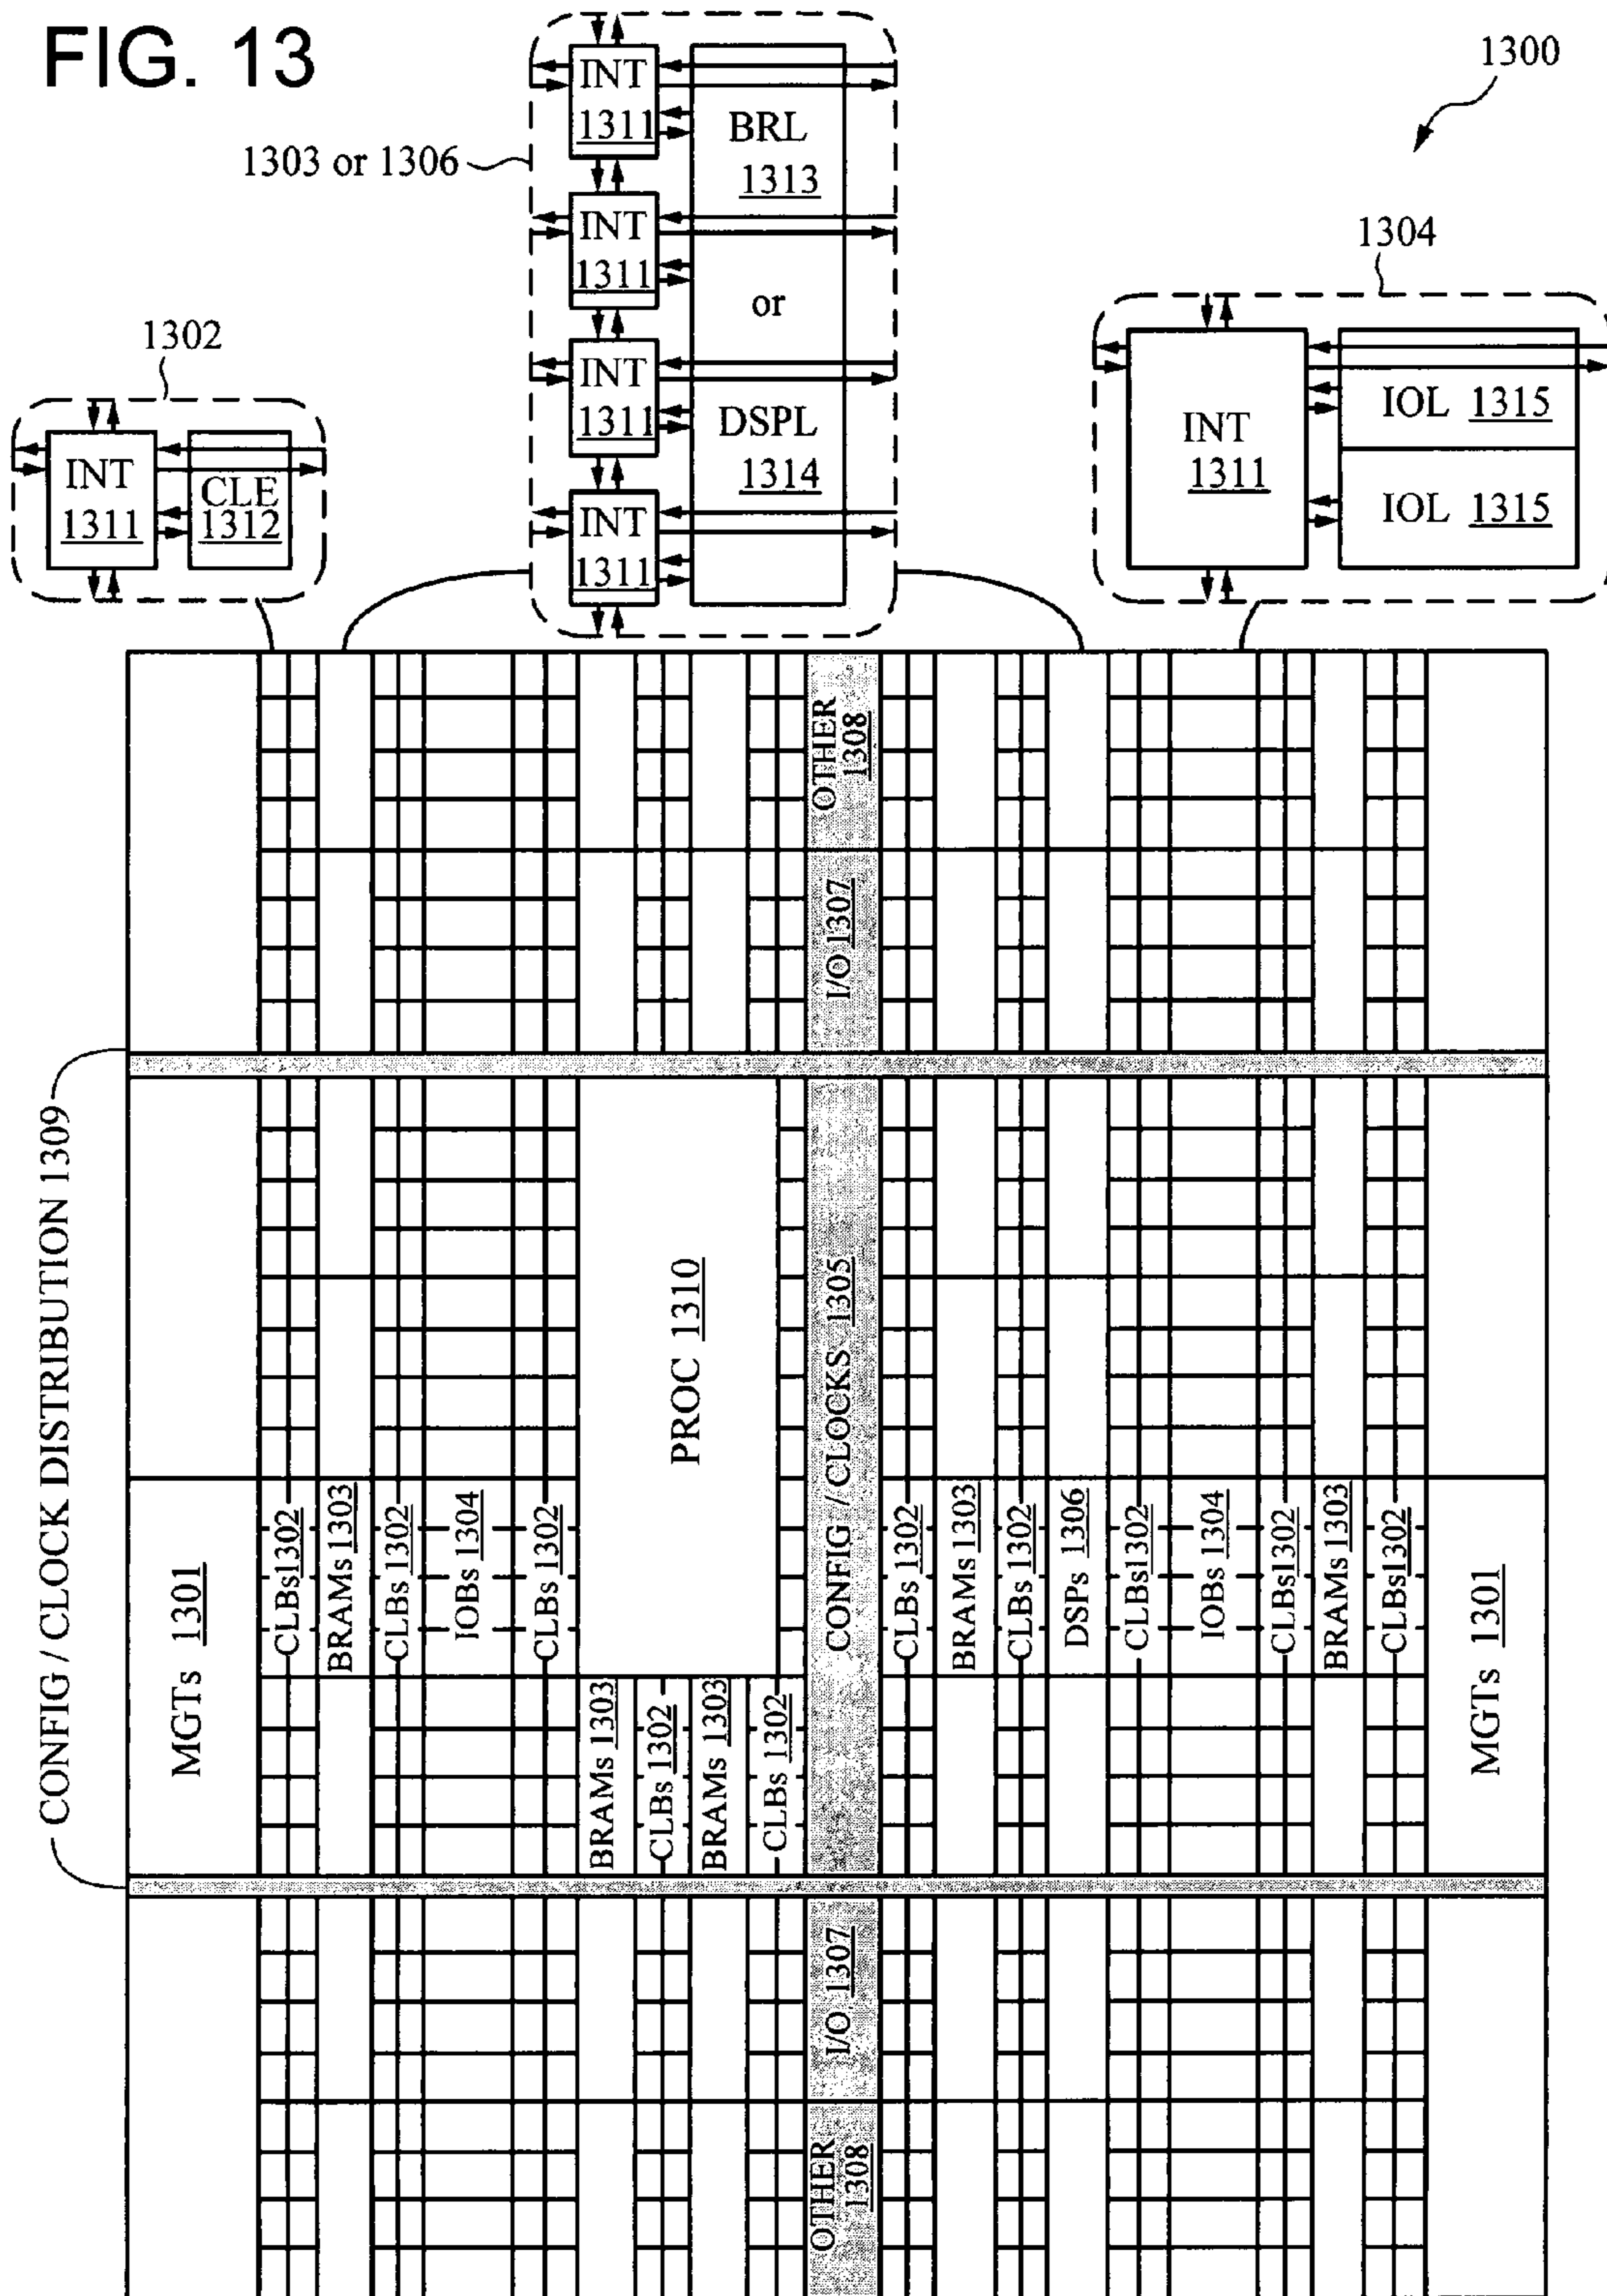 FIG. 13
1300
1303 or 1306
INT
1311
INT
1311
INT
1311
INT
1311
BRL
1313
or
DSPL
1314
1302
INT
1311
CLE
1312
1304
INT
1311
IOL 1315
IOL 1315
OTHER
1308
I/O 1307
CONFIG / CLOCK DISTRIBUTION 1309
MGTs 1301
CLBs 1302
BRAMs 1303
CLBs 1302
IOBs 1304
CLBs 1302
PROC 1310
BRAMs 1303
CLBs 1302
BRAMs 1303
CLBs 1302
CONFIG / CLOCKS 1305
CLBs 1302
BRAMs 1303
CLBs 1302
DSPs 1306
CLBs 1302
IOBs 1304
CLBs 1302
BRAMs 1303
CLBs 1302
MGTs 1301
I/O 1307
OTHER
1308